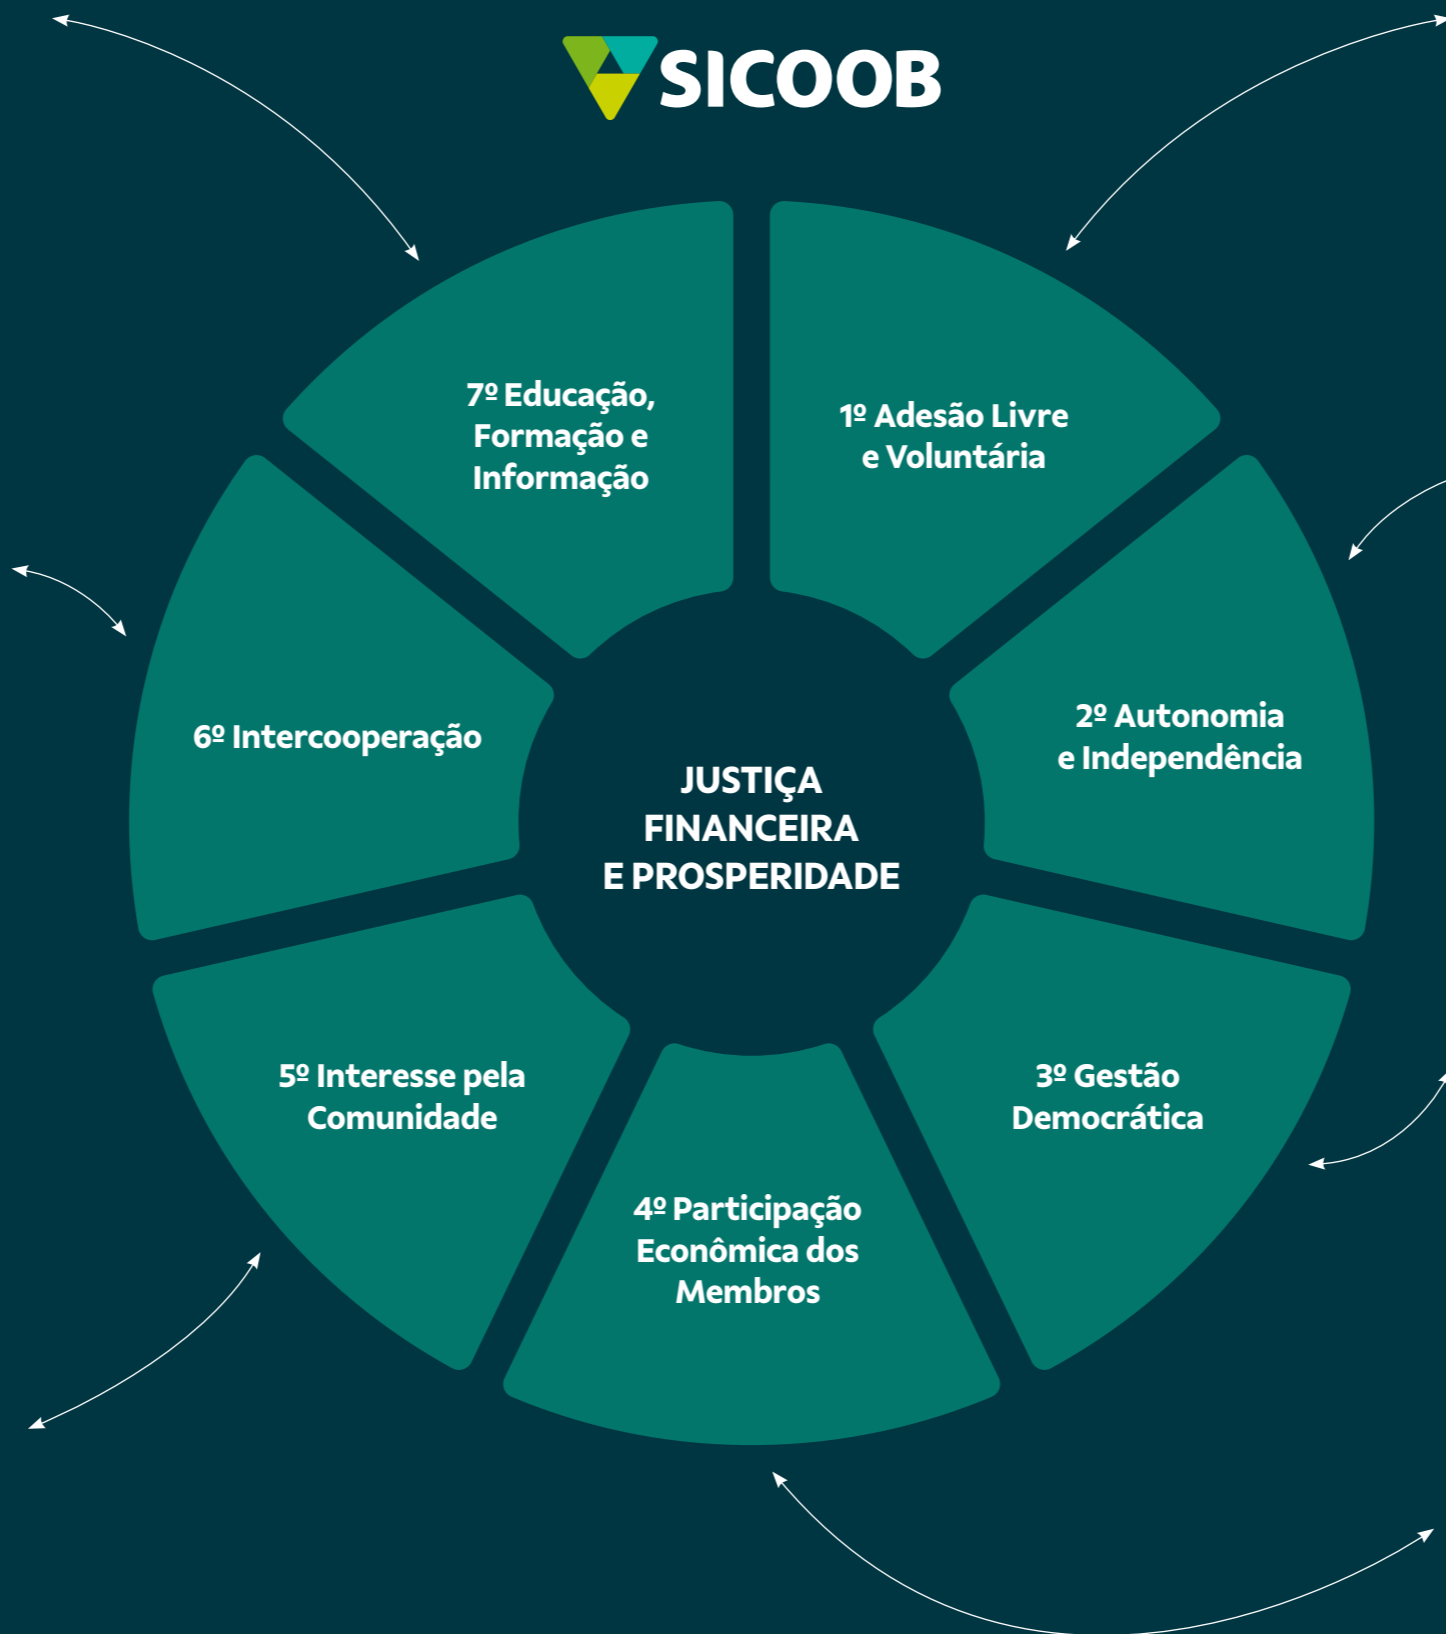 SICOOB
1º Adesão Livre
e Voluntária
2º Autonomia
e Independência
3º Gestão
Democrática
4º Participação
Econômica dos
Membros
5º Interesse pela
Comunidade
6º Intercooperação
7º Educação,
Formação e
Informação
JUSTIÇA
FINANCEIRA
E PROSPERIDADE